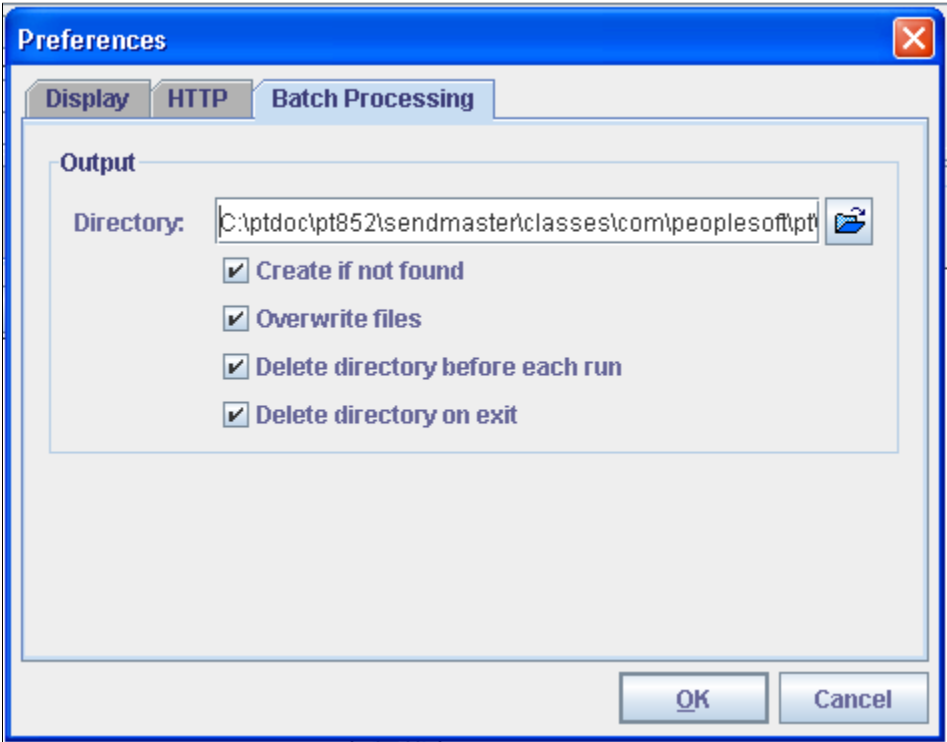 Preferences
Display HTTP Batch Processing
Output
Directory: C:\ptdoc\pt852\sendmaster\classes\com\peoplesoft\pt\
Create if not found
Overwrite files
Delete directory before each run
Delete directory on exit
OK Cancel